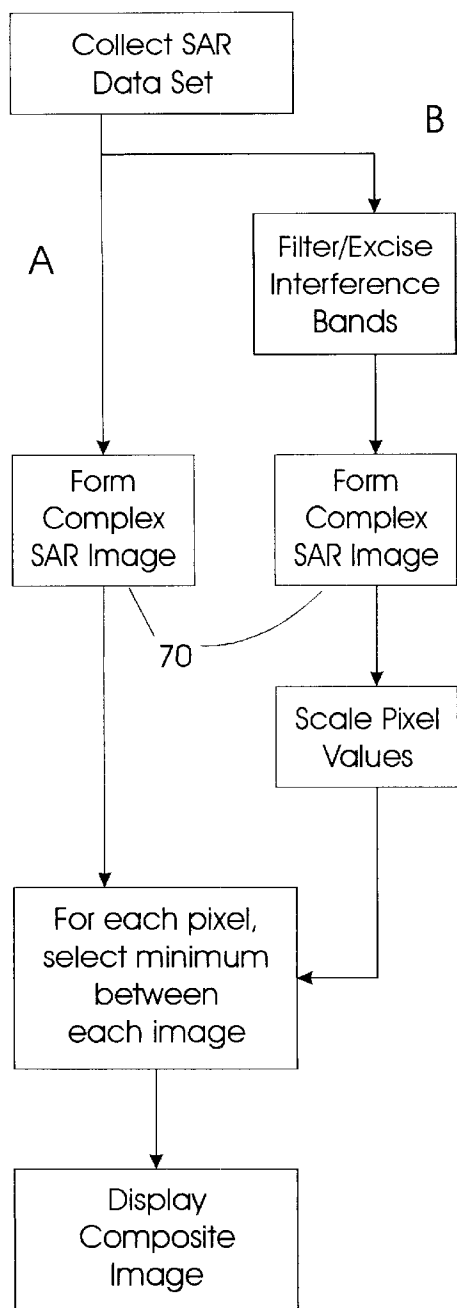 Collect SAR
Data Set
B
A
Filter/Excise
Interference
Bands
Form
Complex
SAR Image
Form
Complex
SAR Image
70
Scale Pixel
Values
For each pixel,
select minimum
between
each image
Display
Composite
Image